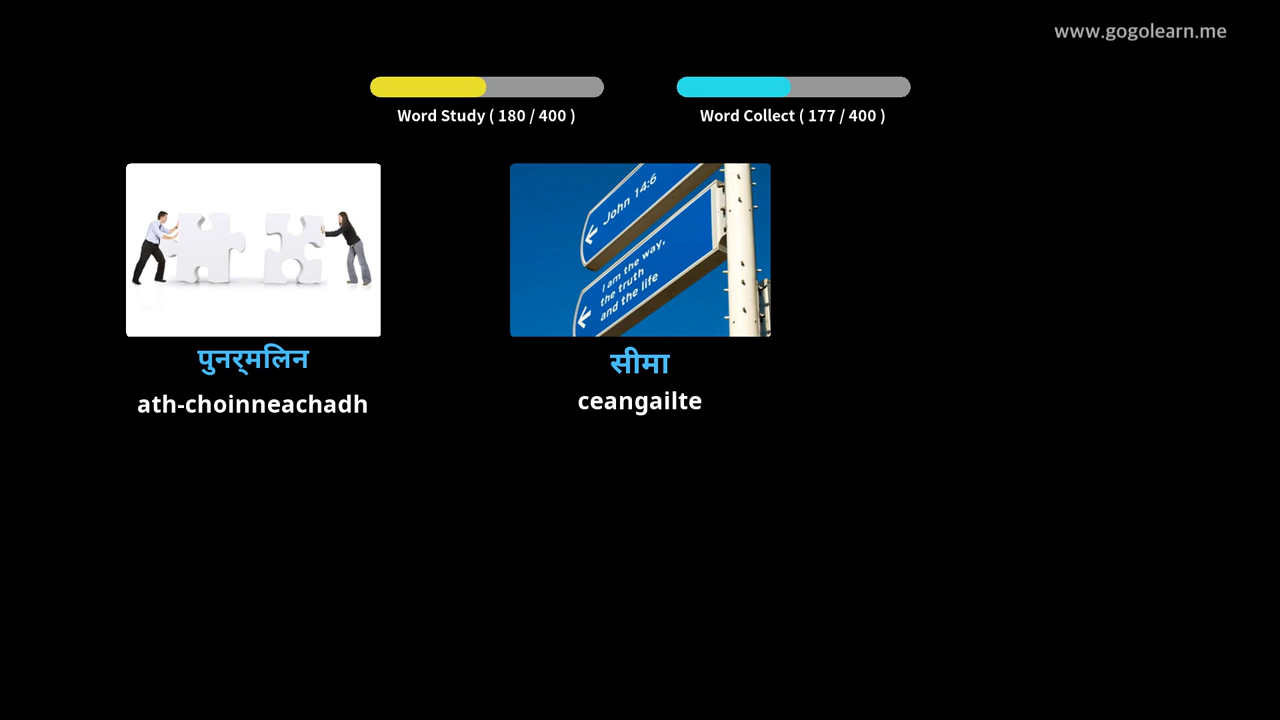 www.gogolearn.me
Word Study ( 180 / 400 )
Word Collect ( 177 / 400 )
John 14:6
I am the way,
the truth
and the life
पुनर्मलिन
सीमा
ath-choinneachadh
ceangailte